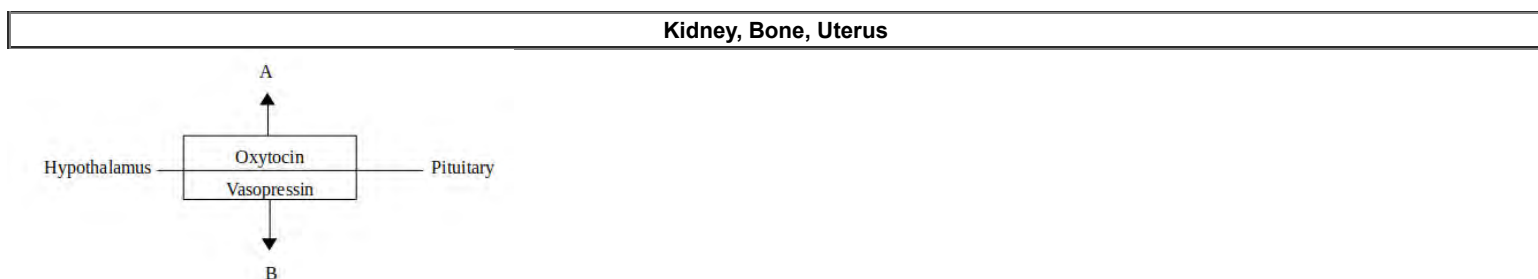 Kidney, Bone, Uterus
A
Oxytocin
Hypothalamus
Pituitary
Vasopressin
B